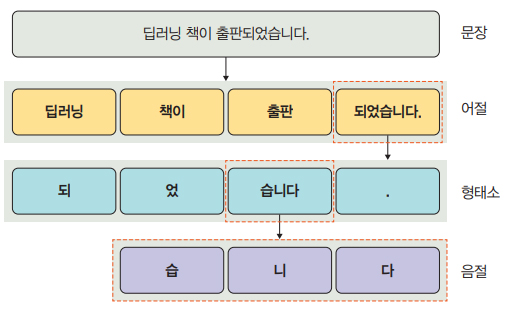 딥러닝 책이 출판되었습니다. 문장
딥러닝 책이 출판 되었습니다. 어절
되 었 습니다 . 형태소
습 니 다 음절